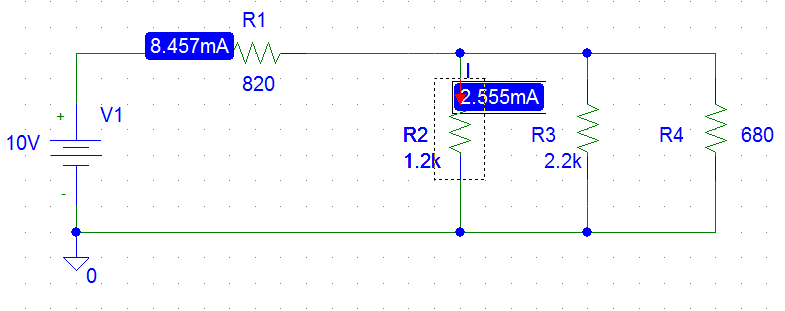 R1
8.457mA
820
I
+
V1
10V
2.555mA
R2
1.2k
R3
2.2k
R4
680
-
0